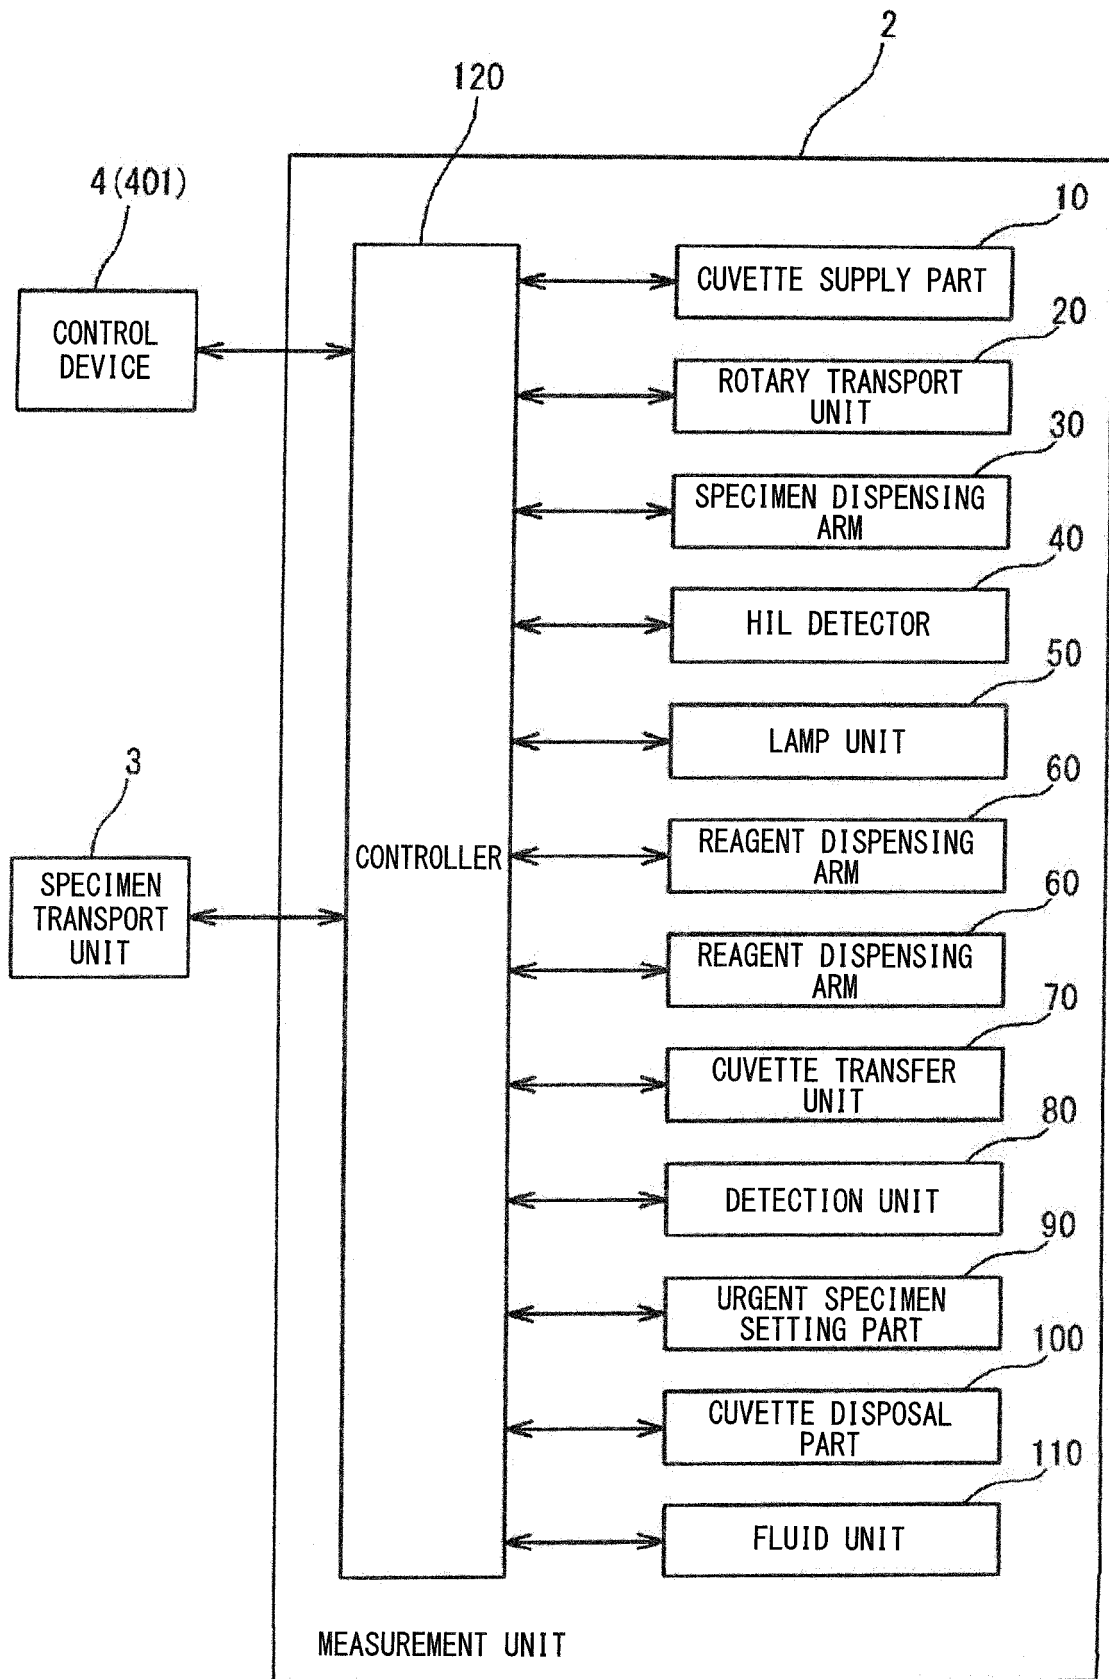 2
120
4(401)
10
CUVETTE SUPPLY PART
CONTROL
DEVICE
20
ROTARY TRANSPORT
UNIT
30
SPECIMEN DISPENSING
ARM
40
HIL DETECTOR
50
LAMP UNIT
3
60
REAGENT DISPENSING
ARM
CONTROLLER
SPECIMEN
TRANSPORT
UNIT
60
REAGENT DISPENSING
ARM
70
CUVETTE TRANSFER
UNIT
80
DETECTION UNIT
90
URGENT SPECIMEN
SETTING PART
100
CUVETTE DISPOSAL
PART
110
FLUID UNIT
MEASUREMENT UNIT